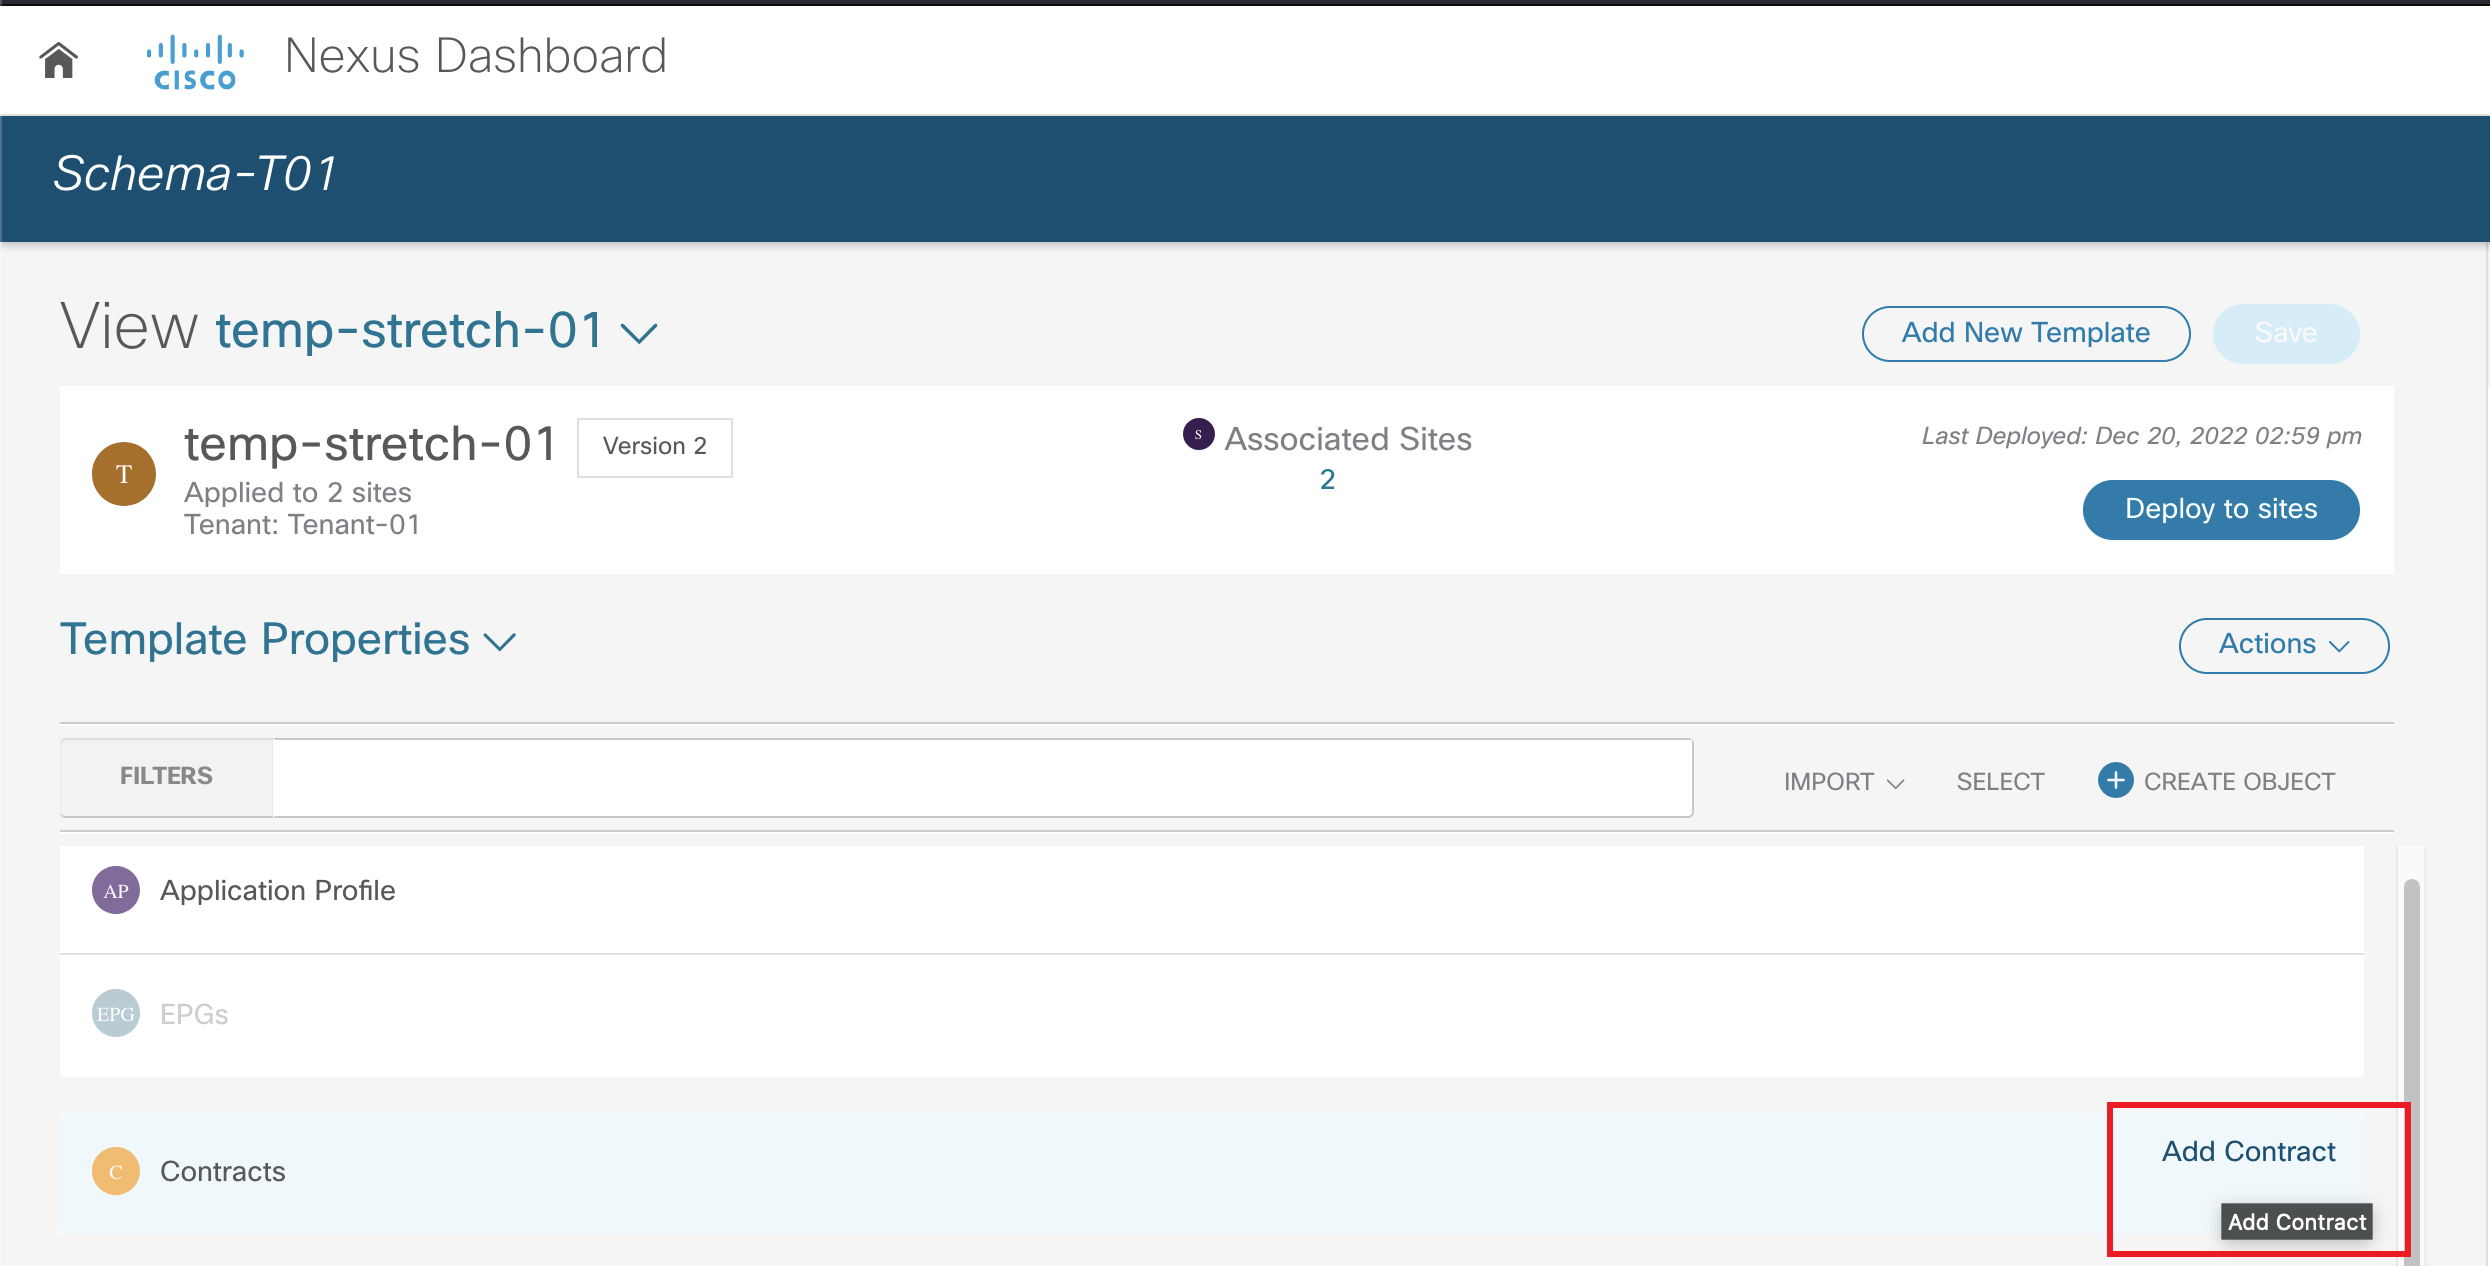 CISCO
Nexus Dashboard
Schema-T01
View temp-stretch-01
Add New Template
Save
T
temp-stretch-01
Version 2
Applied to 2 sites
Tenant: Tenant-01
S
Associated Sites
2
Last Deployed: Dec 20, 2022 02:59 pm
Deploy to sites
Template Properties
Actions
FILTERS
IMPORT
SELECT
CREATE OBJECT
AP
Application Profile
EPG
EPGs
C
Contracts
Add Contract
Add Contract